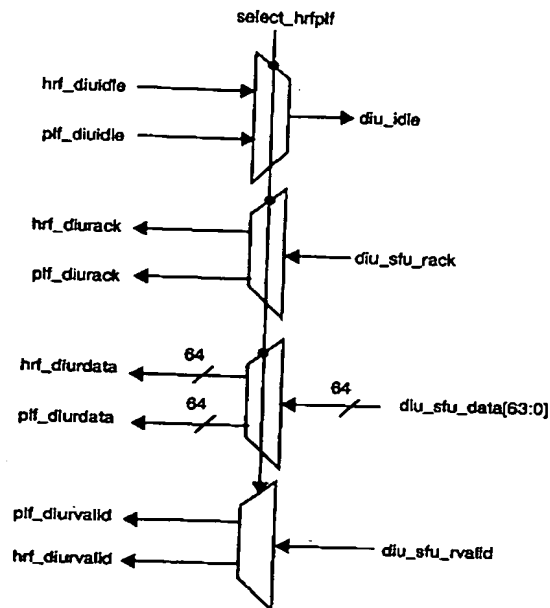 select_hrfplf
hrf_diuidle
diu_idle
plf_diuidle
hrf_diurack
diu_sfu_rack
plf_diurack
64
hrf_diurdata
64
64
plf_diurdata
diu_sfu_data[63:0]
plf_diurvalid
diu_sfu_rvalid
hrf_diurvalid